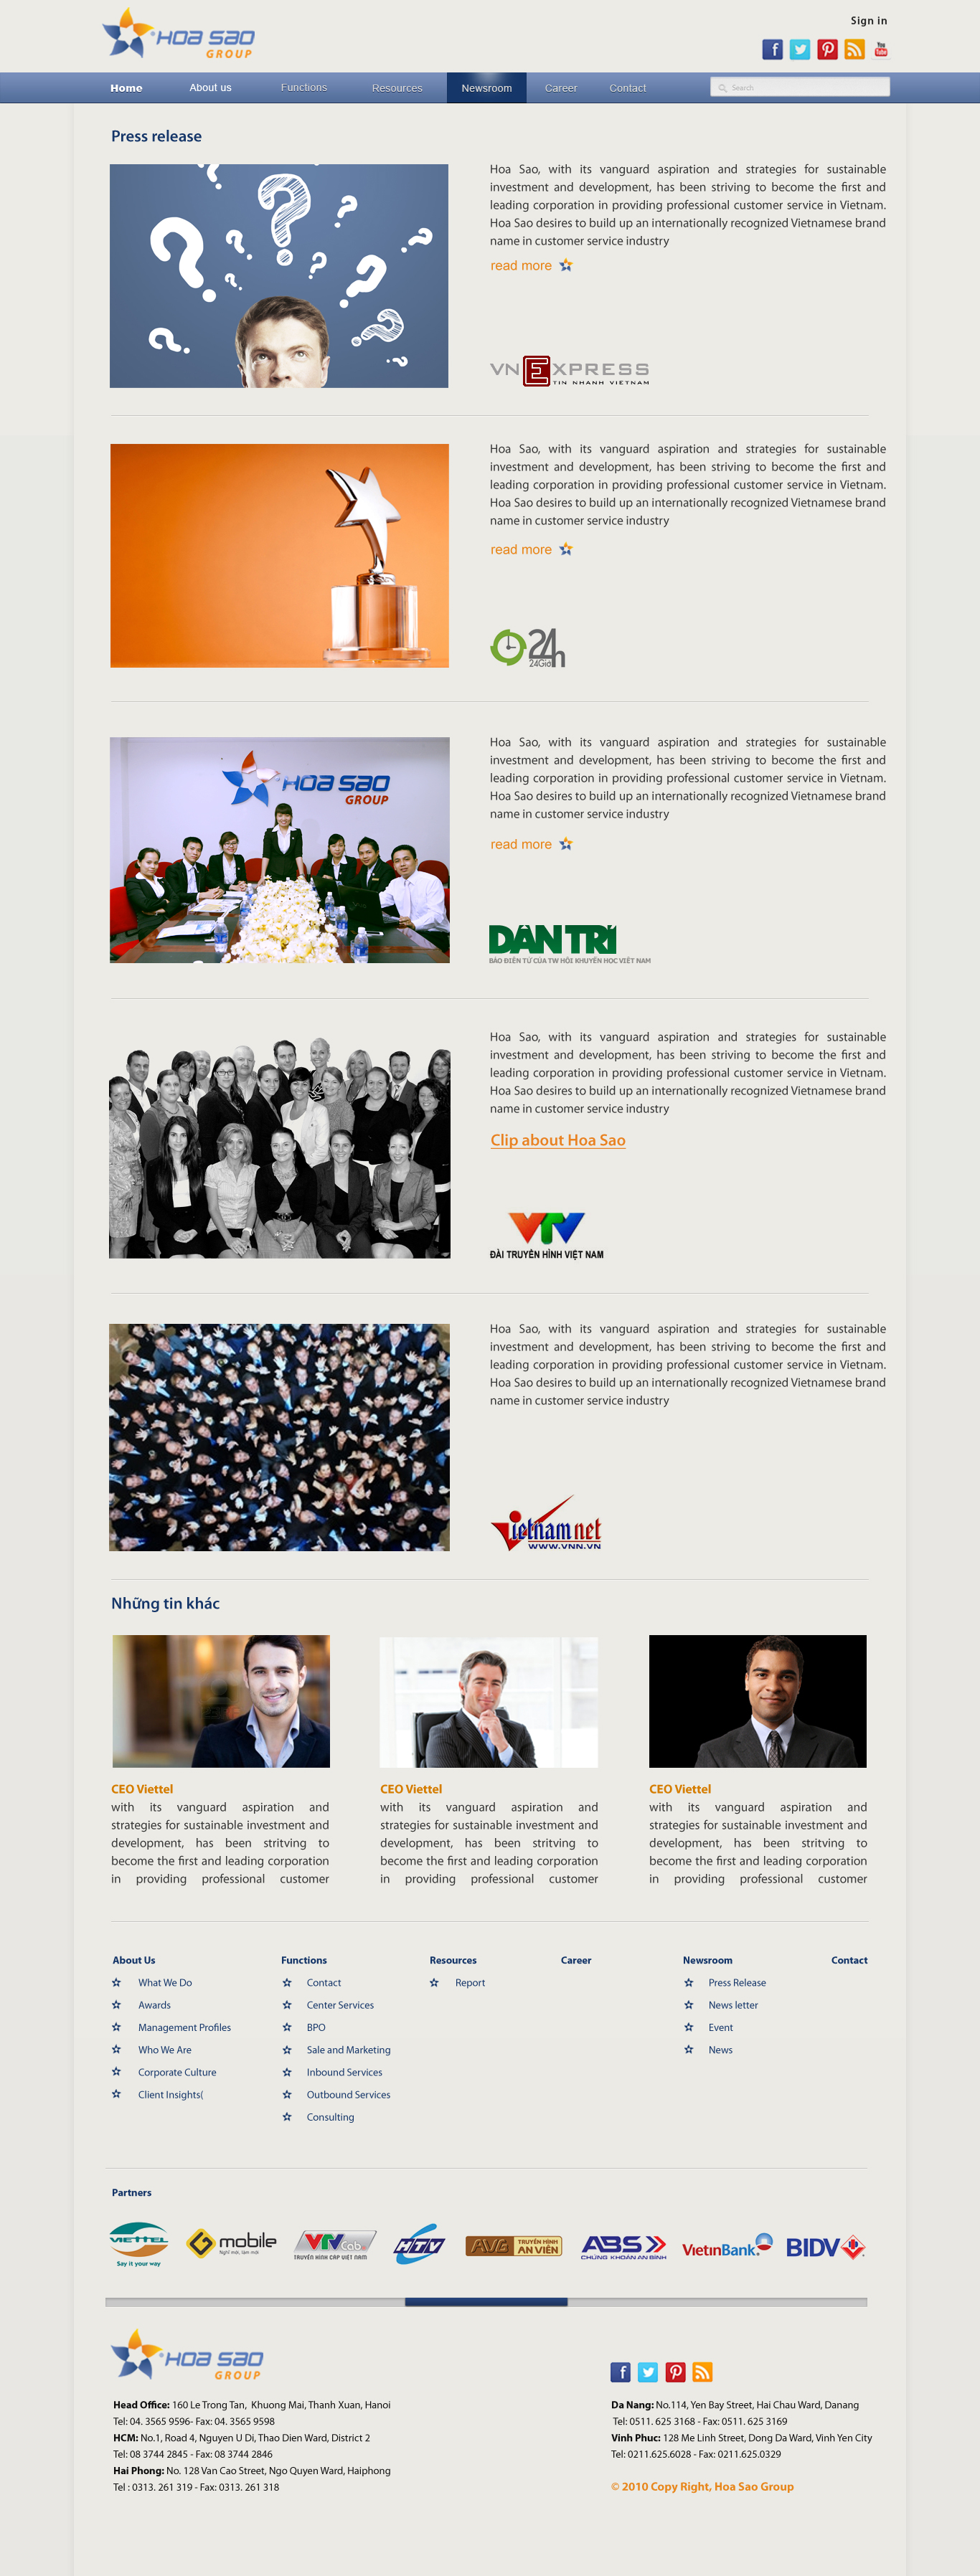 HOA SAO
GROUP
Sign in
Home About us Functions Resources Newsroom Career Contact Search
Press release
Hoa Sao, with its vanguard aspiration and strategies for sustainable
investment and development, has been striving to become the first and
leading corporation in providing professional customer service in Vietnam.
Hoa Sao desires to build up an internationally recognized Vietnamese brand
name in customer service industry
read more
VNEXPRESS
TIN NHANH VIETNAM
Hoa Sao, with its vanguard aspiration and strategies for sustainable
investment and development, has been striving to become the first and
leading corporation in providing professional customer service in Vietnam.
Hoa Sao desires to build up an internationally recognized Vietnamese brand
name in customer service industry
read more
24h
24Giờ
HOA SAO
GROUP
Hoa Sao, with its vanguard aspiration and strategies for sustainable
investment and development, has been striving to become the first and
leading corporation in providing professional customer service in Vietnam.
Hoa Sao desires to build up an internationally recognized Vietnamese brand
name in customer service industry
read more
DÂN TRÍ
BÁO ĐIỆN TỬ CỦA TW HỘI KHUYẾN HỌC VIỆT NAM
Hoa Sao, with its vanguard aspiration and strategies for sustainable
investment and development, has been striving to become the first and
leading corporation in providing professional customer service in Vietnam.
Hoa Sao desires to build up an internationally recognized Vietnamese brand
name in customer service industry
Clip about Hoa Sao
VTV
ĐÀI TRUYỀN HÌNH VIỆT NAM
Hoa Sao, with its vanguard aspiration and strategies for sustainable
investment and development, has been striving to become the first and
leading corporation in providing professional customer service in Vietnam.
Hoa Sao desires to build up an internationally recognized Vietnamese brand
name in customer service industry
Vietnamnet
WWW.VNN.VN
Những tin khác
CEO Viettel
with its vanguard aspiration and
strategies for sustainable investment and
development, has been stritving to
become the first and leading corporation
in providing professional customer
CEO Viettel
with its vanguard aspiration and
strategies for sustainable investment and
development, has been stritving to
become the first and leading corporation
in providing professional customer
CEO Viettel
with its vanguard aspiration and
strategies for sustainable investment and
development, has been stritving to
become the first and leading corporation
in providing professional customer
About Us
What We Do
Awards
Management Profiles
Who We Are
Corporate Culture
Client Insights(
Functions
Contact
Center Services
BPO
Sale and Marketing
Inbound Services
Outbound Services
Consulting
Resources
Report
Career
Newsroom
Press Release
News letter
Event
News
Contact
Partners
VIETTEL
Say it your way
mobile
Nghĩ mới, làm mới
VTVCab
TRUYỀN HÌNH CÁP VIỆT NAM
HTV
AVG TRUYỀN HÌNH
AN VIÊN
ABS
CHỨNG KHOÁN AN BÌNH
VietinBank
BIDV
HOA SAO
GROUP
Head Office: 160 Le Trong Tan, Khuong Mai, Thanh Xuan, Hanoi
Tel: 04. 3565 9596- Fax: 04. 3565 9598
HCM: No.1, Road 4, Nguyen U Di, Thao Dien Ward, District 2
Tel: 08 3744 2845 - Fax: 08 3744 2846
Hai Phong: No. 128 Van Cao Street, Ngo Quyen Ward, Haiphong
Tel : 0313. 261 319 - Fax: 0313. 261 318
Da Nang: No.114, Yen Bay Street, Hai Chau Ward, Danang
Tel: 0511. 625 3168 - Fax: 0511. 625 3169
Vinh Phuc: 128 Me Linh Street, Dong Da Ward, Vinh Yen City
Tel: 0211.625.6028 - Fax: 0211.625.0329
© 2010 Copy Right, Hoa Sao Group